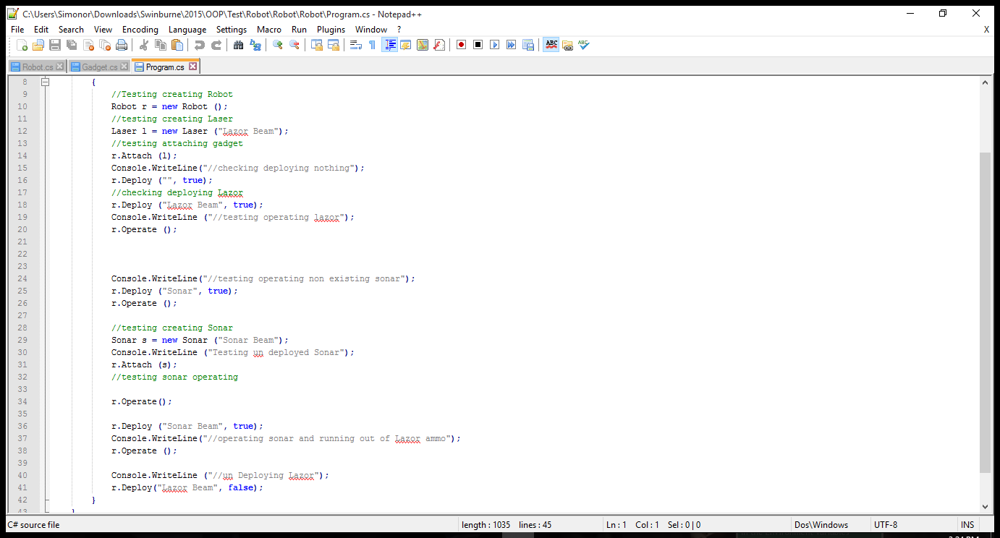 C:\Users\Simonor\Downloads\Swinburne\2015\OOP\Test\Robot\Robot\Robot\Program.cs - Notepad++
File Edit Search View Encoding Language Settings Macro Run Plugins Window ? X
Robot.cs Gadget.cs Program.cs
8 {
9 //Testing creating Robot
10 Robot r = new Robot ();
11 //testing creating Laser
12 Laser l = new Laser ("Lazor Beam");
13 //testing attaching gadget
14 r.Attach (l);
15 Console.WriteLine("//checking deploying nothing");
16 r.Deploy ("", true);
17 //checking deploying Lazor
18 r.Deploy ("Lazor Beam", true);
19 Console.WriteLine ("//testing operating lazor");
20 r.Operate ();
21
22
23
24 Console.WriteLine("//testing operating non existing sonar");
25 r.Deploy ("Sonar", true);
26 r.Operate ();
27
28 //testing creating Sonar
29 Sonar s = new Sonar ("Sonar Beam");
30 Console.WriteLine ("Testing un deployed Sonar");
31 r.Attach (s);
32 //testing sonar operating
33
34 r.Operate();
35
36 r.Deploy ("Sonar Beam", true);
37 Console.WriteLine("//operating sonar and running out of Lazor ammo");
38 r.Operate ();
39
40 Console.WriteLine ("//un Deploying Lazor");
41 r.Deploy("Lazor Beam", false);
42 }
43 }
C# source file length : 1035 lines : 45 Ln : 1 Col : 1 Sel : 0 | 0 Dos\Windows UTF-8 INS